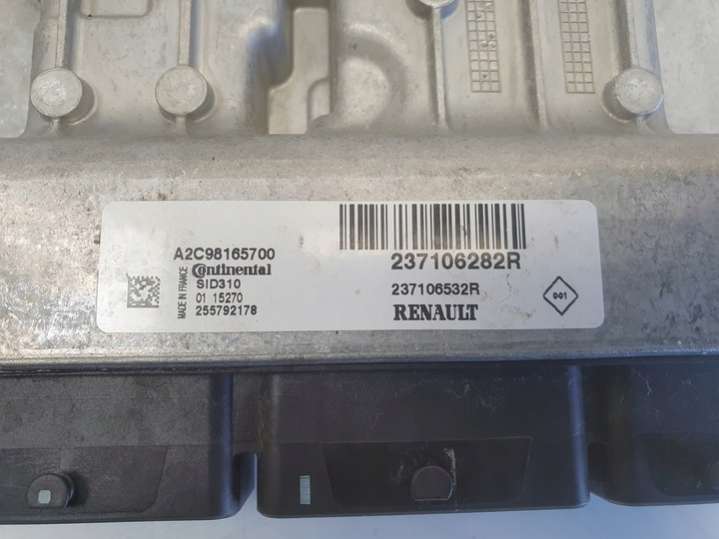 A2C98165700
Continental
SID310
01 15270
255792178
MADE IN FRANCE
237106282R
237106532R
RENAULT
001